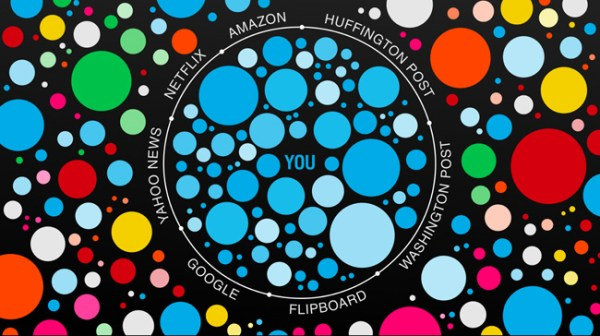 AMAZON
HUFFINGTON POST
NETFLIX
YAHOO NEWS
YOU
WASHINGTON POST
GOOGLE
FLIPBOARD